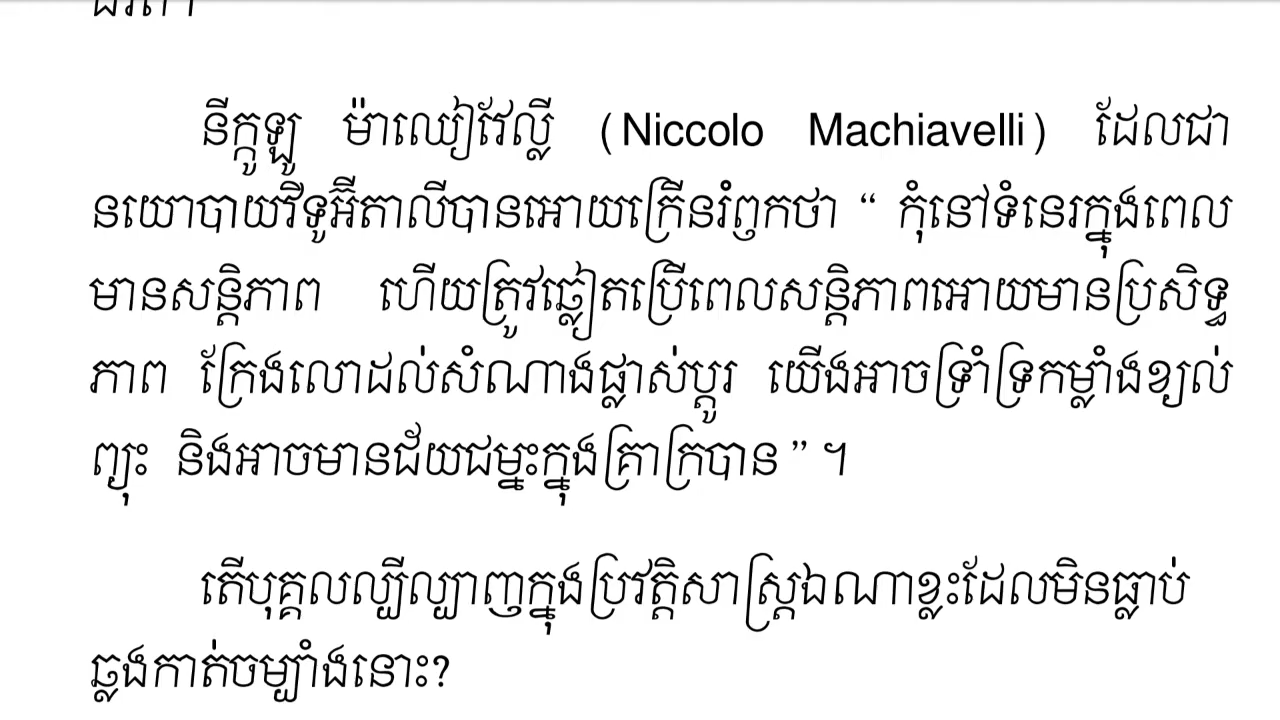 នីក្កូឡូ ម៉ាឈៀវែល្លី (Niccolo Machiavelli) ដែលជា
នយោបាយវីទូអ៊ីតាលីបានអោយក្រើនរំឭកថា “ កុំនៅទំនេរក្នុងពេល
មានសន្តិភាព ហើយត្រូវឆ្លៀតប្រើពេលសន្តិភាពអោយមានប្រសិទ្ធ
ភាព ក្រែងលោដល់សំណាងផ្លាស់ប្តូរ យើងអាចទ្រាំទ្រកម្លាំងខ្យល់
ព្យុះ និងអាចមានជ័យជម្នះក្នុងគ្រាក្របាន ” ។
តើបុគ្គលល្បីល្បាញក្នុងប្រវត្តិសាស្ត្រឯណាខ្លះដែលមិនធ្លាប់
ឆ្លងកាត់ចម្បាំងនោះ?